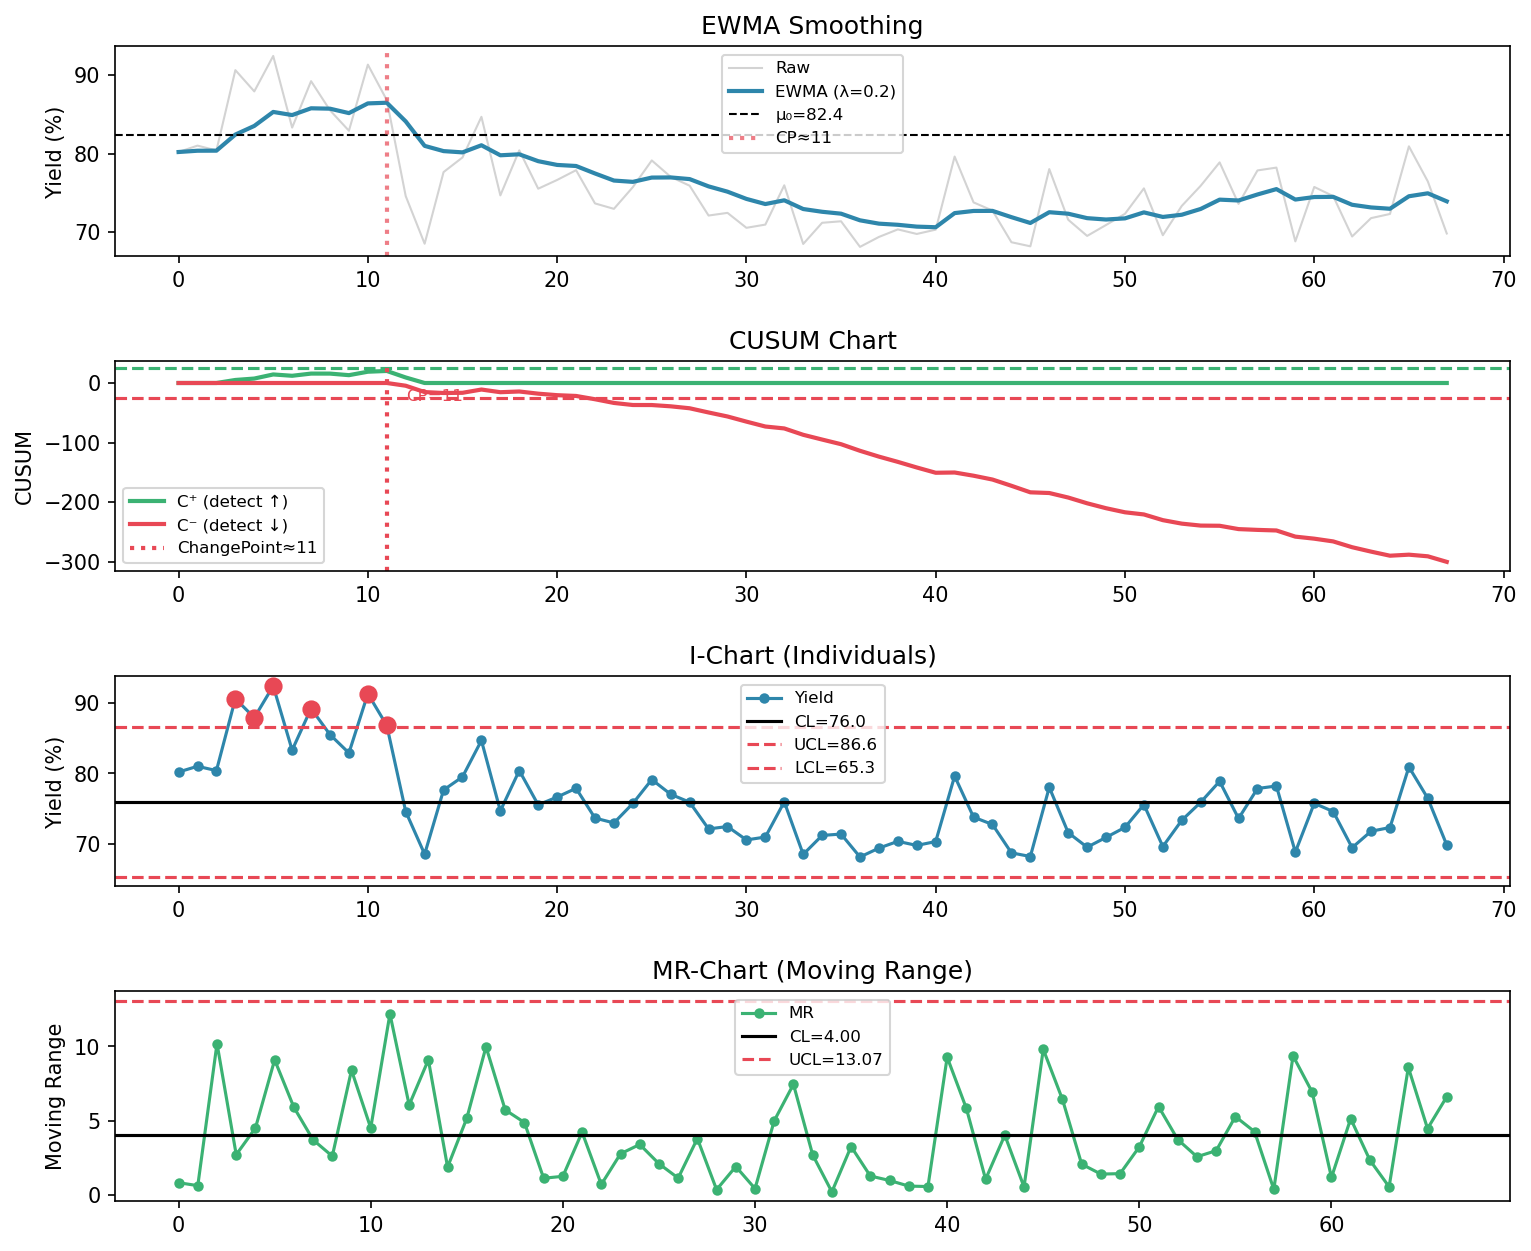 EWMA Smoothing
Yield (%)
90
80
70
Raw
EWMA (λ=0.2)
μ₀=82.4
CP≈11
0 10 20 30 40 50 60 70
CUSUM Chart
CUSUM
0
−100
−200
−300
C⁺ (detect ↑)
C⁻ (detect ↓)
ChangePoint≈11
0 10 20 30 40 50 60 70
I-Chart (Individuals)
Yield (%)
90
80
70
Yield
CL=76.0
UCL=86.6
LCL=65.3
0 10 20 30 40 50 60 70
MR-Chart (Moving Range)
Moving Range
10
5
0
MR
CL=4.00
UCL=13.07
0 10 20 30 40 50 60